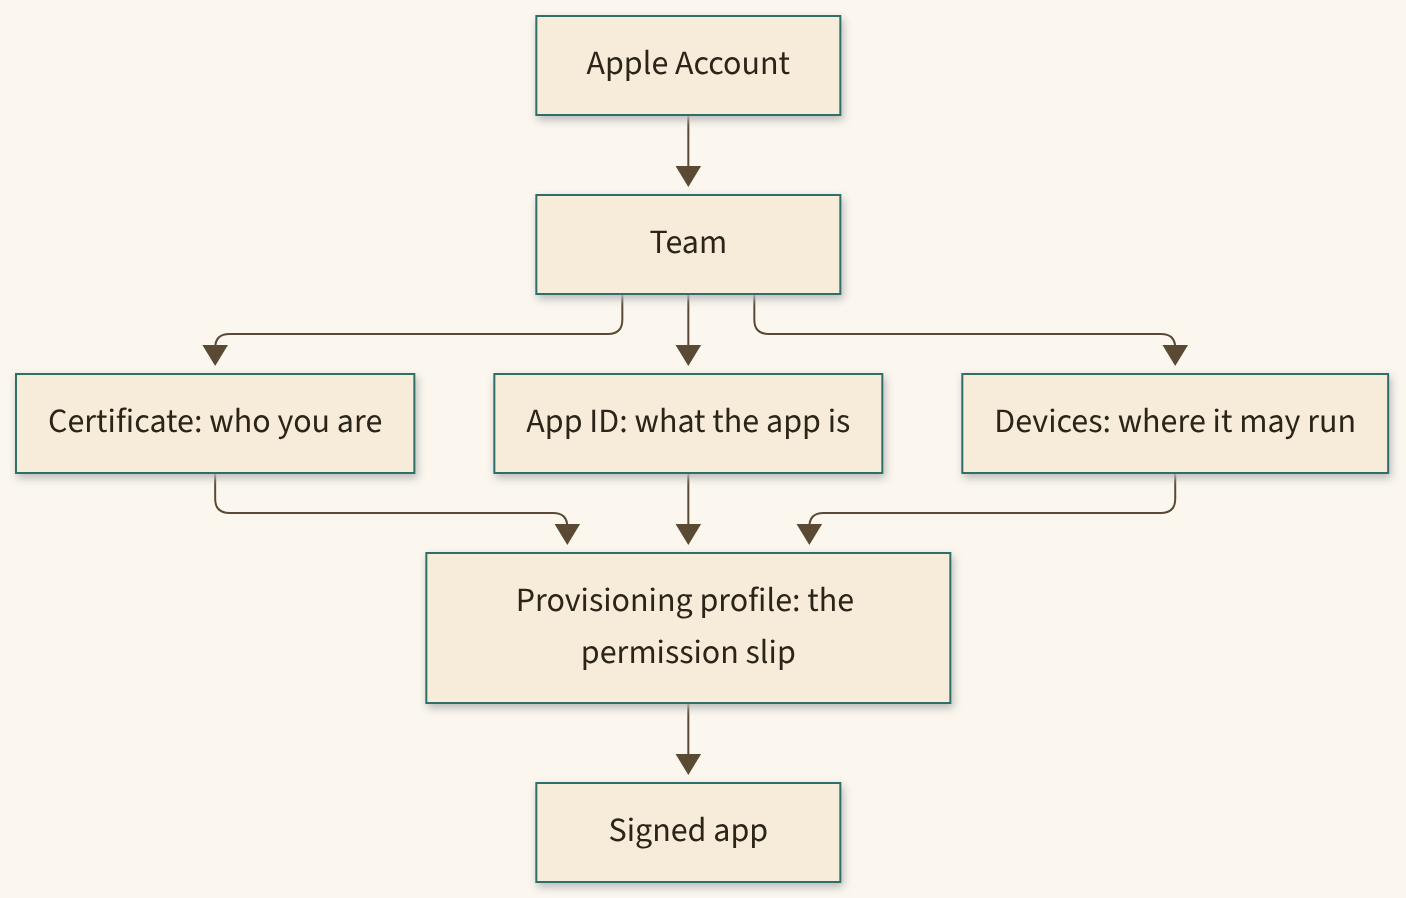 Apple Account
Team
Certificate: who you are
App ID: what the app is
Devices: where it may run
Provisioning profile: the
permission slip
Signed app